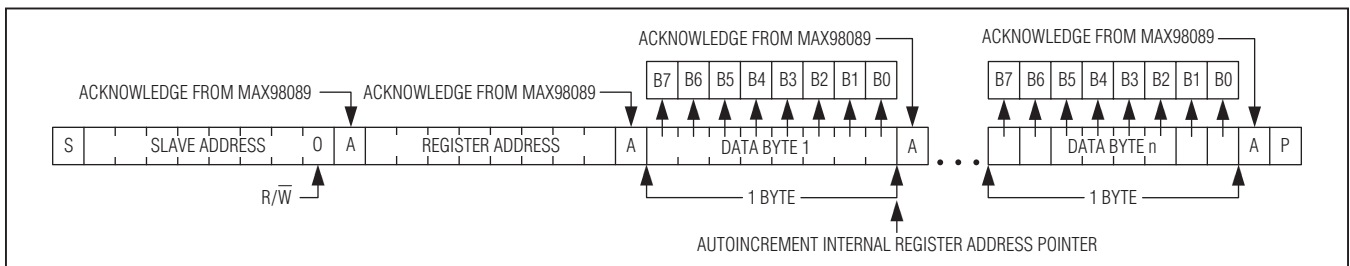 ACKNOWLEDGE FROM MAX98089 ACKNOWLEDGE FROM MAX98089
B7 B6 B5 B4 B3 B2 B1 B0 B7 B6 B5 B4 B3 B2 B1 B0
ACKNOWLEDGE FROM MAX98089 ACKNOWLEDGE FROM MAX98089
S SLAVE ADDRESS 0 A REGISTER ADDRESS A DATA BYTE 1 A • • • DATA BYTE n A P
R/W̅ 1 BYTE 1 BYTE
AUTOINCREMENT INTERNAL REGISTER ADDRESS POINTER